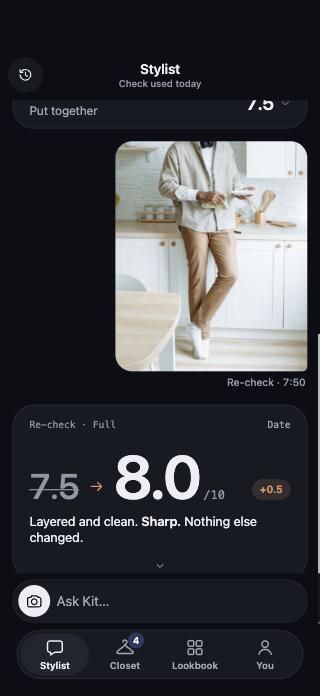 Stylist
Check used today
Put together
7.5
Re-check · 7:50
Re-check · Full
Date
7.5 → 8.0 /10
+0.5
Layered and clean. Sharp. Nothing else
changed.
Ask Kit...
4
Stylist
Closet
Lookbook
You